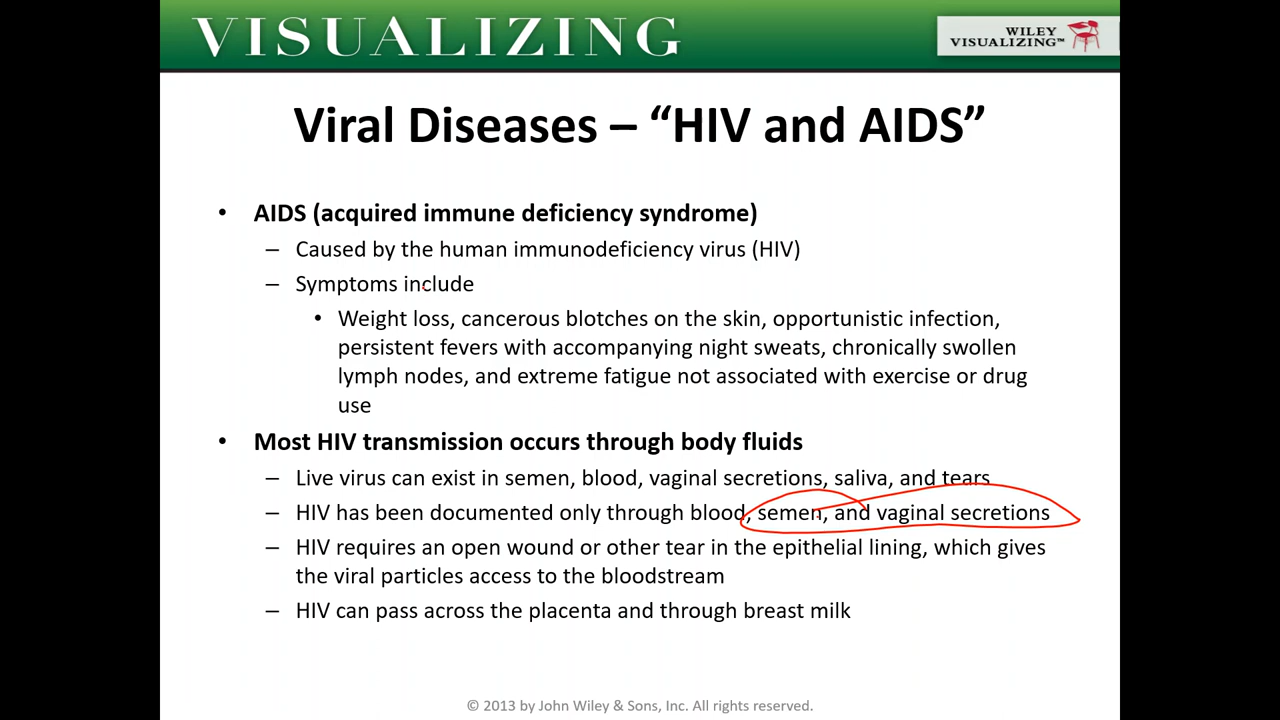 VISUALIZING
WILEY
VISUALIZING™
Viral Diseases – “HIV and AIDS”
• AIDS (acquired immune deficiency syndrome)
– Caused by the human immunodeficiency virus (HIV)
– Symptoms include
• Weight loss, cancerous blotches on the skin, opportunistic infection,
persistent fevers with accompanying night sweats, chronically swollen
lymph nodes, and extreme fatigue not associated with exercise or drug
use
• Most HIV transmission occurs through body fluids
– Live virus can exist in semen, blood, vaginal secretions, saliva, and tears
– HIV has been documented only through blood, semen, and vaginal secretions
– HIV requires an open wound or other tear in the epithelial lining, which gives
the viral particles access to the bloodstream
– HIV can pass across the placenta and through breast milk
© 2013 by John Wiley & Sons, Inc. All rights reserved.